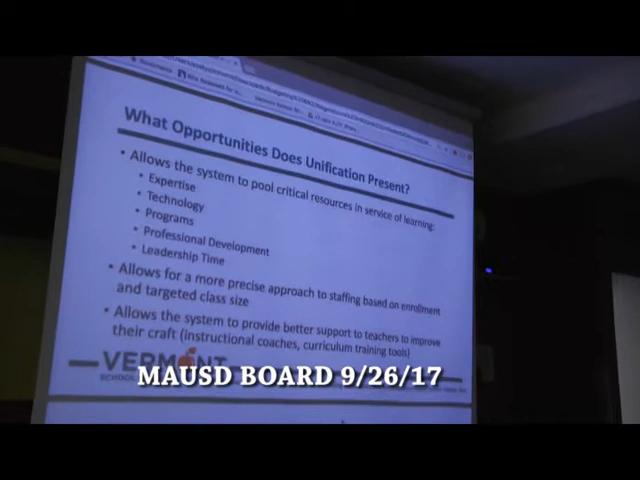 What Opportunities Does Unification Present?
• Allows the system to pool critical resources in service of learning:
• Expertise
• Technology
• Programs
• Professional Development
• Leadership Time
• Allows for a more precise approach to staffing based on enrollment
and targeted class size
• Allows the system to provide better support to teachers to improve
their craft (instructional coaches, curriculum training tools)
VERMONT
MAUSD BOARD 9/26/17